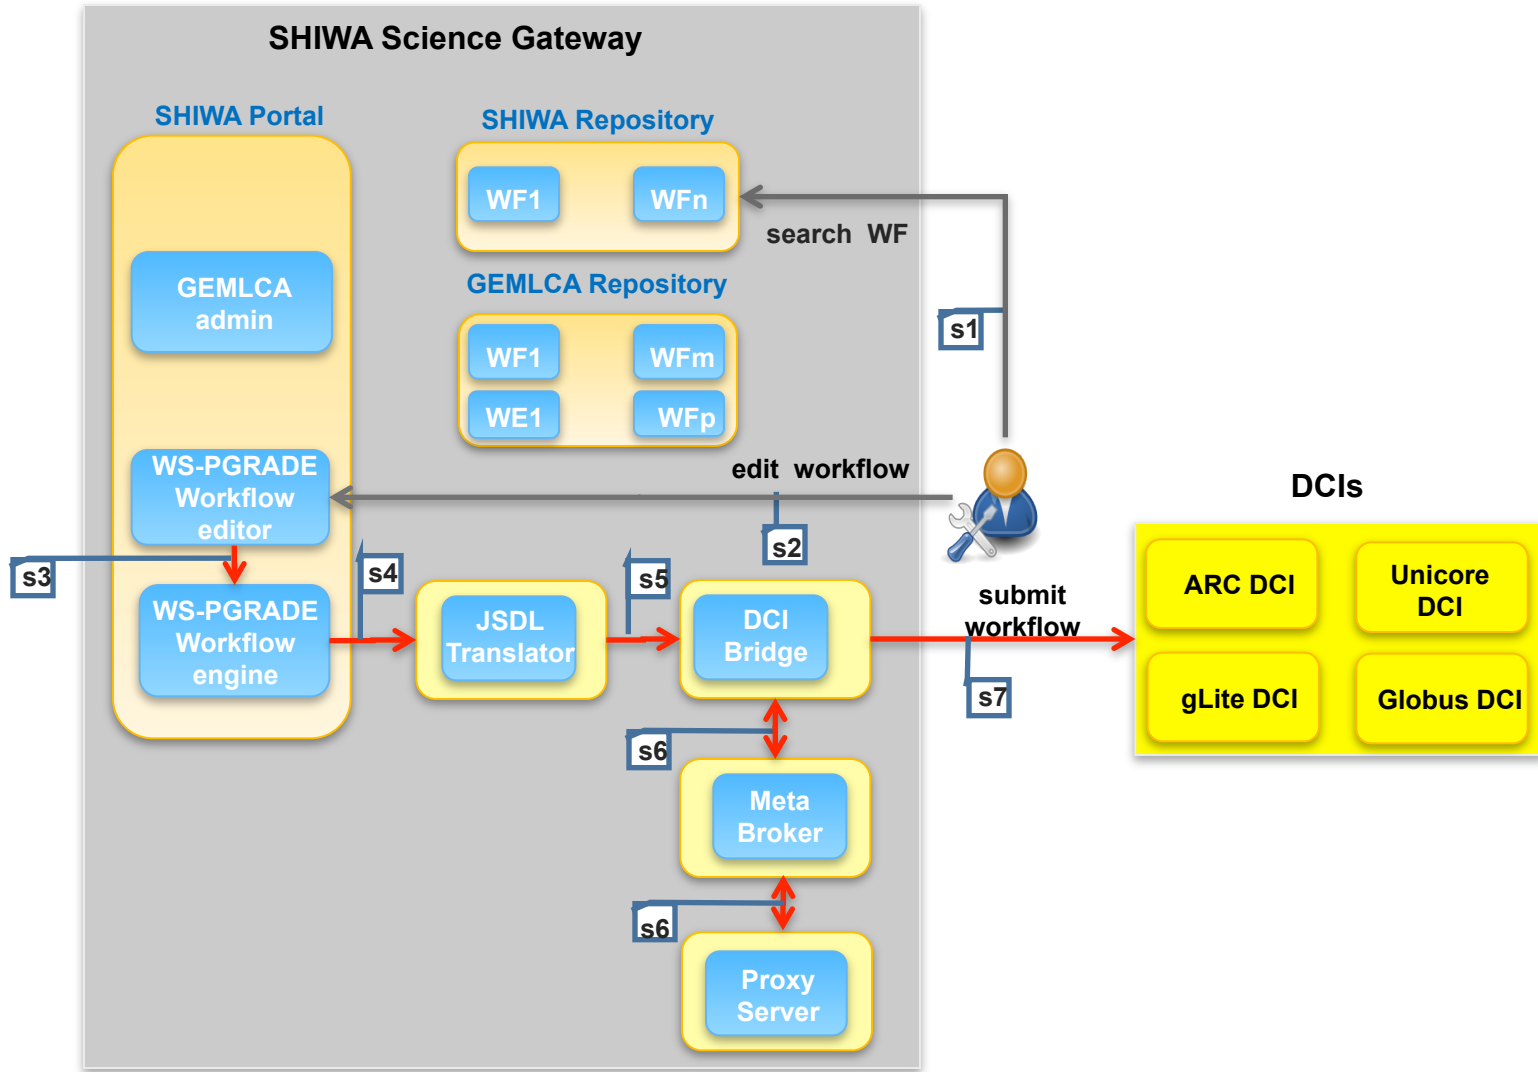 SHIWA Science Gateway
SHIWA Portal
SHIWA Repository
WF1
WFn
search WF
GEMLCA Repository
GEMLCA
admin
WF1
WFm
WE1
WFp
s1
WS-PGRADE
Workflow
editor
edit workflow
s2
s3
s4
s5
WS-PGRADE
Workflow
engine
JSDL
Translator
DCI
Bridge
submit
workflow
s7
s6
Meta
Broker
s6
Proxy
Server
DCIs
ARC DCI
Unicore
DCI
gLite DCI
Globus DCI